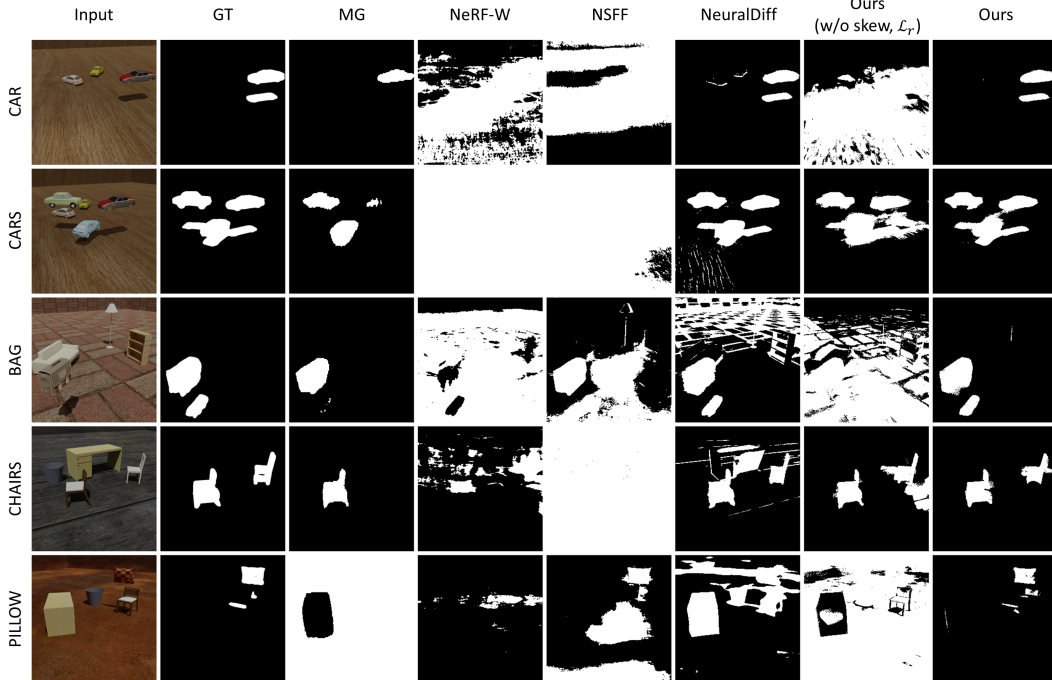 Input GT MG NeRF-W NSFF NeuralDiff Ours Ours
(w/o skew, ℒr)
CAR
CARS
BAG
CHAIRS
PILLOW